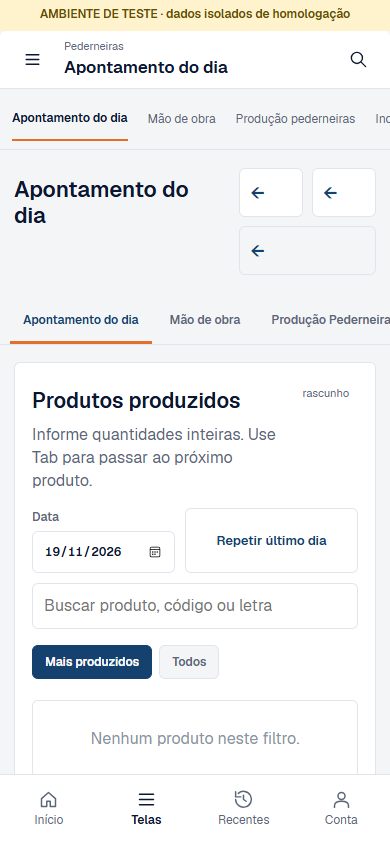 AMBIENTE DE TESTE · dados isolados de homologação
Pederneiras
Apontamento do dia
Apontamento do dia
Mão de obra
Produção pederneiras
Apontamento do
dia
Apontamento do dia
Mão de obra
Produção Pederneira
Produtos produzidos
rascunho
Informe quantidades inteiras. Use
Tab para passar ao próximo
produto.
Data
19/11/2026
Repetir último dia
Buscar produto, código ou letra
Mais produzidos
Todos
Nenhum produto neste filtro.
Início
Telas
Recentes
Conta